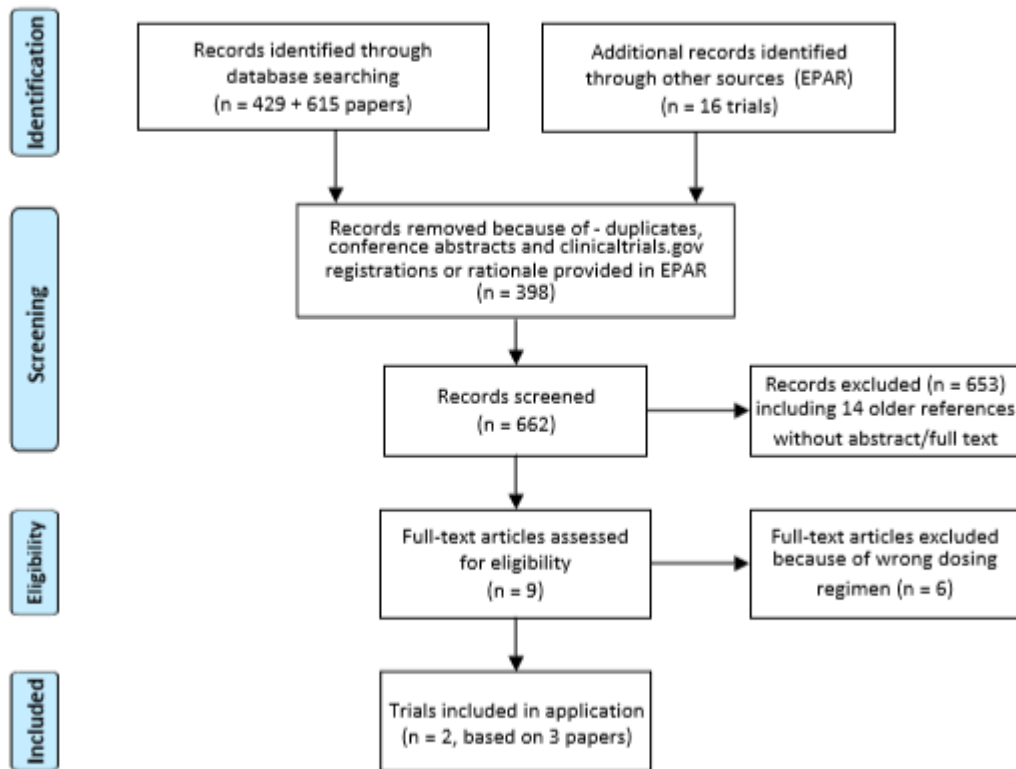 Identification
Records identified through
database searching
(n = 429 + 615 papers)
Additional records identified
through other sources (EPAR)
(n = 16 trials)
Screening
Records removed because of - duplicates,
conference abstracts and clinicaltrials.gov
registrations or rationale provided in EPAR
(n = 398)
Records screened
(n = 662)
Records excluded (n = 653)
including 14 older references
without abstract/full text
Eligibility
Full-text articles assessed
for eligibility
(n = 9)
Full-text articles excluded
because of wrong dosing
regimen (n = 6)
Included
Trials included in application
(n = 2, based on 3 papers)